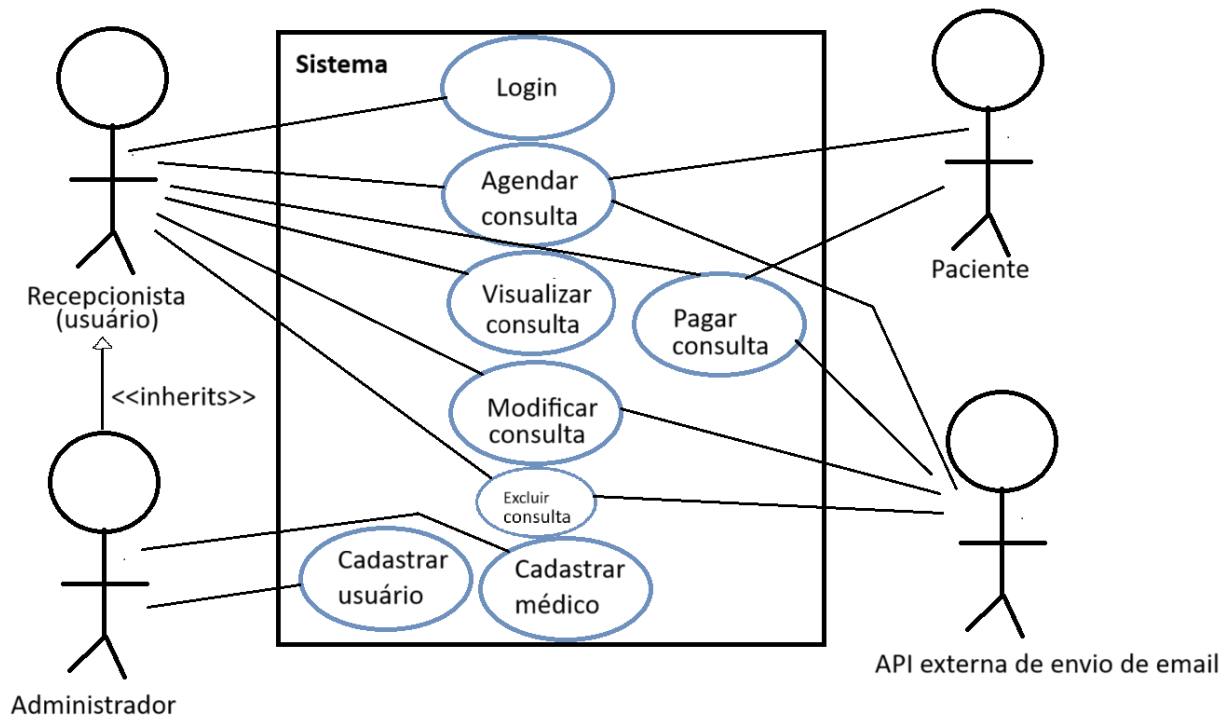 Sistema
Login
Agendar
consulta
Visualizar
consulta
Pagar
consulta
Modificar
consulta
Excluir
consulta
Cadastrar
usuário
Cadastrar
médico
Recepcionista
(usuário)
<<inherits>>
Administrador
Paciente
API externa de envio de email